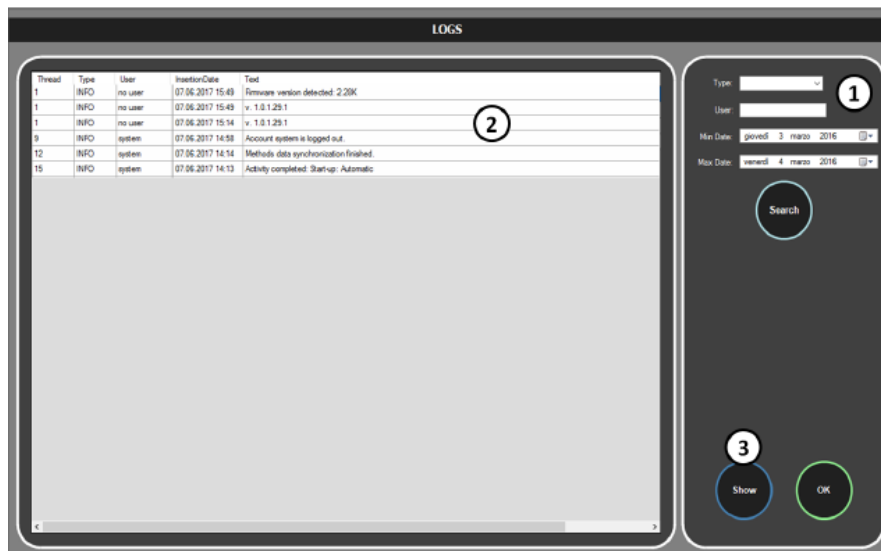 LOGS
Thread Type User InsertionDate Text
1 INFO no user 07.06.2017 15:49 Firmware version detected: 2.28K
1 INFO no user 07.06.2017 15:49 v. 1.0.1.29:1
1 INFO no user 07.06.2017 15:14 v. 1.0.1.29:1
9 INFO system 07.06.2017 14:58 Account system is logged out.
12 INFO system 07.06.2017 14:14 Methods data synchronization finished.
15 INFO system 07.06.2017 14:13 Activity completed: Start-up: Automatic
2
Type:
1
User:
Min Date: giovedì 3 marzo 2016
Max Date: venerdì 4 marzo 2016
Search
3
Show OK